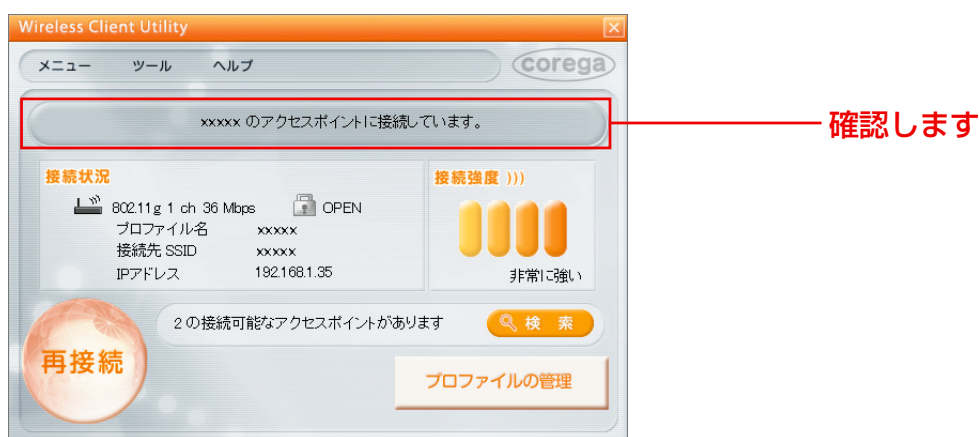 Wireless Client Utility
メニュー ツール ヘルプ corega
xxxxx のアクセスポイントに接続しています。
確認します
接続状況
802.11g 1 ch 36 Mbps OPEN
プロファイル名 xxxxx
接続先 SSID xxxxx
IPアドレス 192.168.1.35
接続強度 )))
非常に強い
2 の接続可能なアクセスポイントがあります 検 索
再接続
プロファイルの管理